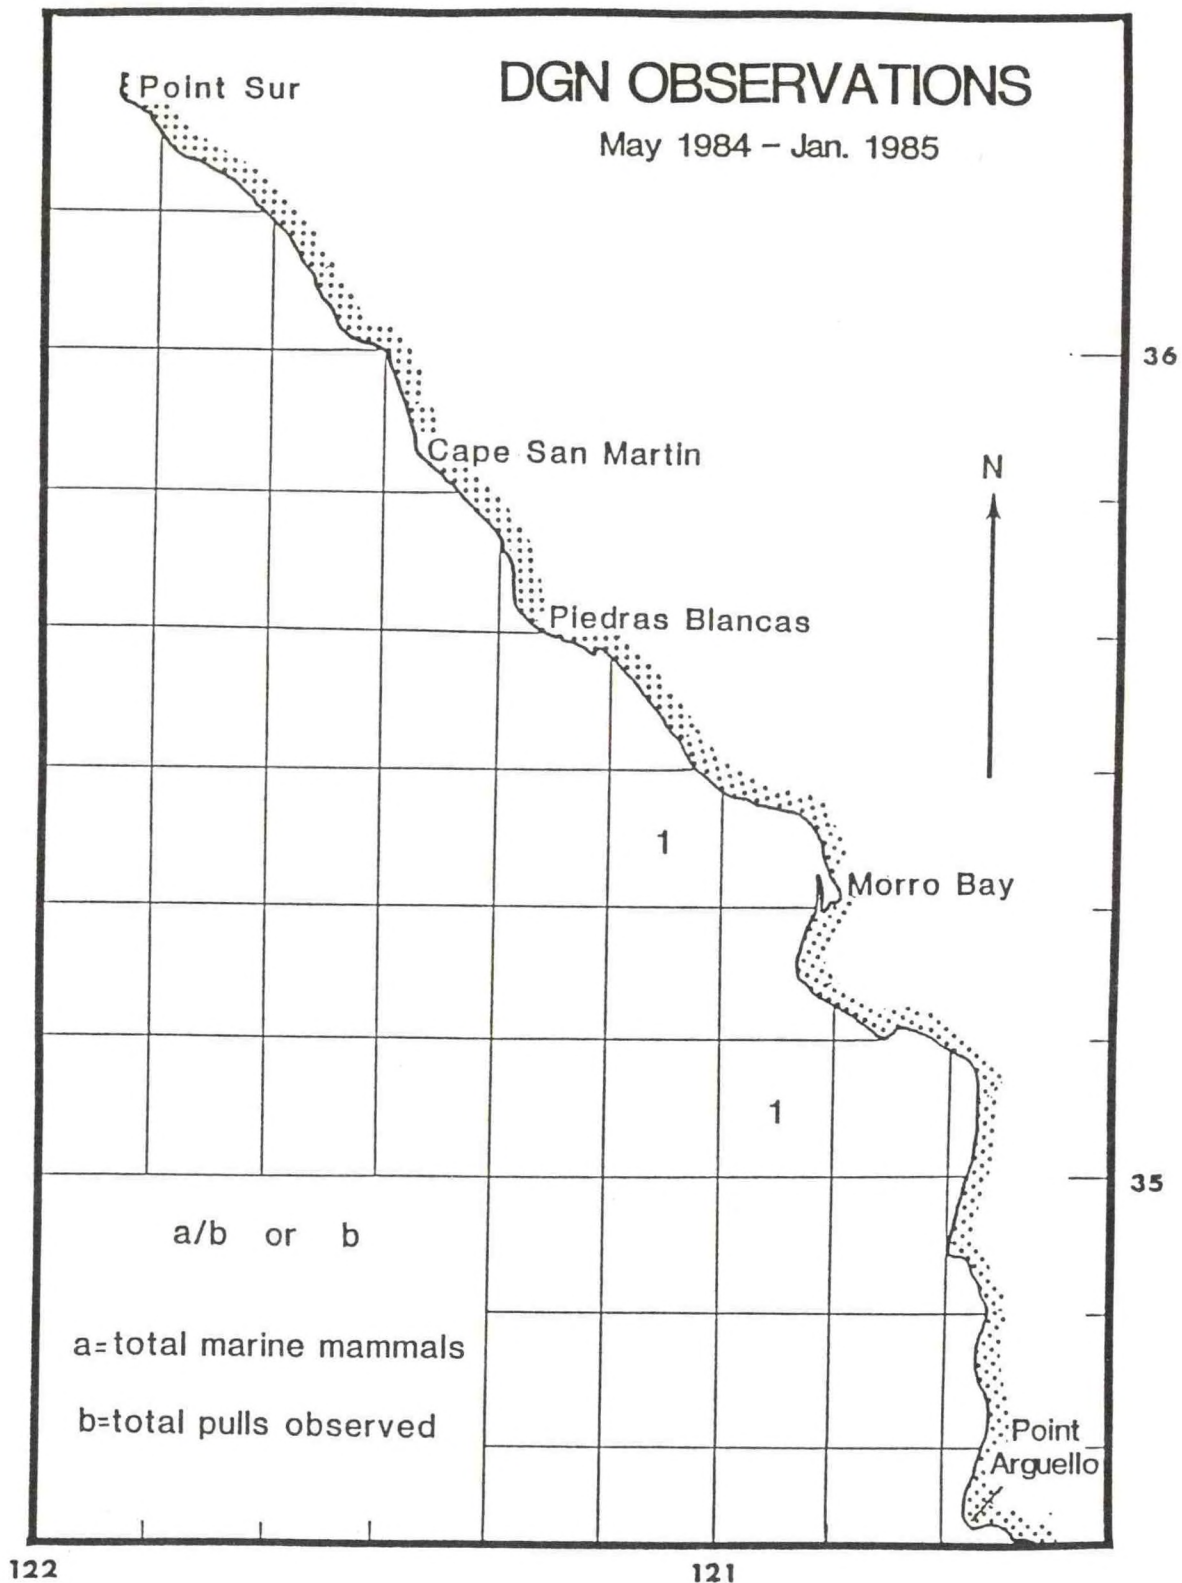 DGN OBSERVATIONS
May 1984 – Jan. 1985
Point Sur
36
Cape San Martin
N
Piedras Blancas
1
Morro Bay
1
35
a/b or b
a=total marine mammals
b=total pulls observed
Point
Arguello
122
121